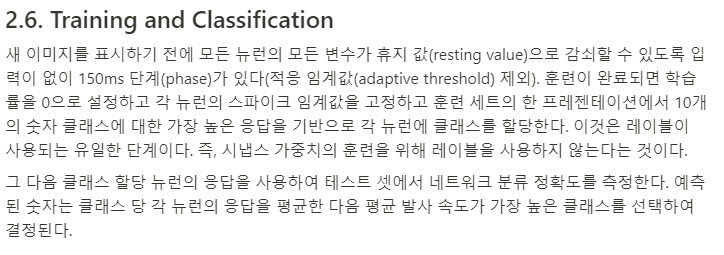 2.6. Training and Classification
새 이미지를 표시하기 전에 모든 뉴런의 모든 변수가 휴지 값(resting value)으로 감쇠할 수 있도록 입
력이 없이 150ms 단계(phase)가 있다(적응 임계값(adaptive threshold) 제외). 훈련이 완료되면 학습
률을 0으로 설정하고 각 뉴런의 스파이크 임계값을 고정하고 훈련 세트의 한 프레젠테이션에서 10개
의 숫자 클래스에 대한 가장 높은 응답을 기반으로 각 뉴런에 클래스를 할당한다. 이것은 레이블이
사용되는 유일한 단계이다. 즉, 시냅스 가중치의 훈련을 위해 레이블을 사용하지 않는다는 것이다.
그 다음 클래스 할당 뉴런의 응답을 사용하여 테스트 셋에서 네트워크 분류 정확도를 측정한다. 예측
된 숫자는 클래스 당 각 뉴런의 응답을 평균한 다음 평균 발사 속도가 가장 높은 클래스를 선택하여
결정된다.